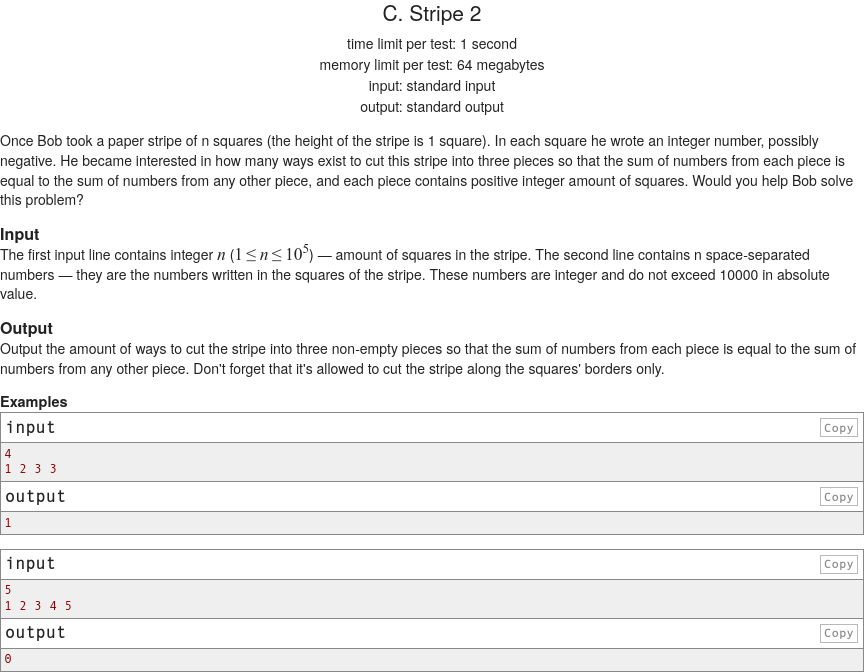 C. Stripe 2
time limit per test: 1 second
memory limit per test: 64 megabytes
input: standard input
output: standard output
Once Bob took a paper stripe of n squares (the height of the stripe is 1 square). In each square he wrote an integer number, possibly
negative. He became interested in how many ways exist to cut this stripe into three pieces so that the sum of numbers from each piece is
equal to the sum of numbers from any other piece, and each piece contains positive integer amount of squares. Would you help Bob solve
this problem?
Input
The first input line contains integer n (1 ≤ n ≤ 10⁵) — amount of squares in the stripe. The second line contains n space-separated
numbers — they are the numbers written in the squares of the stripe. These numbers are integer and do not exceed 10000 in absolute
value.
Output
Output the amount of ways to cut the stripe into three non-empty pieces so that the sum of numbers from each piece is equal to the sum of
numbers from any other piece. Don't forget that it's allowed to cut the stripe along the squares' borders only.
Examples
input Copy
4
1 2 3 3
output Copy
1
input Copy
5
1 2 3 4 5
output Copy
0